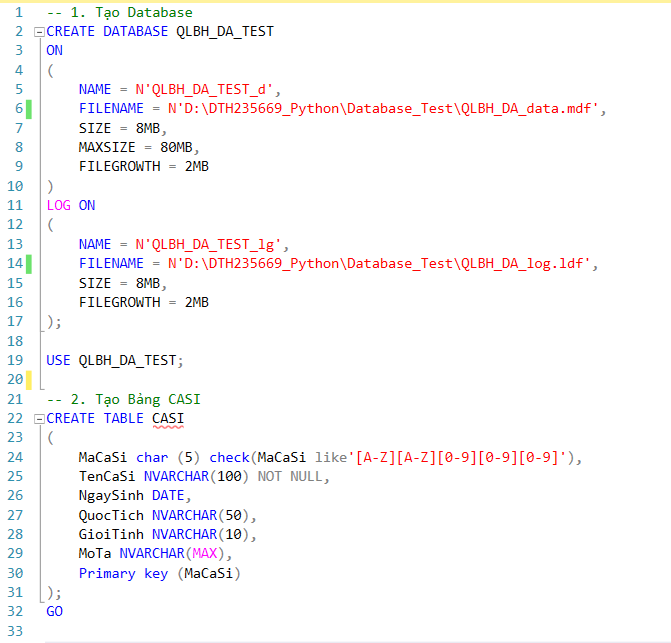 1 -- 1. Tạo Database
2 CREATE DATABASE QLBH_DA_TEST
3 ON
4 (
5 NAME = N'QLBH_DA_TEST_d',
6 FILENAME = N'D:\DTH235669_Python\Database_Test\QLBH_DA_data.mdf',
7 SIZE = 8MB,
8 MAXSIZE = 80MB,
9 FILEGROWTH = 2MB
10 )
11 LOG ON
12 (
13 NAME = N'QLBH_DA_TEST_lg',
14 FILENAME = N'D:\DTH235669_Python\Database_Test\QLBH_DA_log.ldf',
15 SIZE = 8MB,
16 FILEGROWTH = 2MB
17 );
18
19 USE QLBH_DA_TEST;
20
21 -- 2. Tạo Bảng CASI
22 CREATE TABLE CASI
23 (
24 MaCaSi char (5) check(MaCaSi like'[A-Z][A-Z][0-9][0-9][0-9]'),
25 TenCaSi NVARCHAR(100) NOT NULL,
26 NgaySinh DATE,
27 QuocTich NVARCHAR(50),
28 GioiTinh NVARCHAR(10),
29 MoTa NVARCHAR(MAX),
30 Primary key (MaCaSi)
31 );
32 GO
33